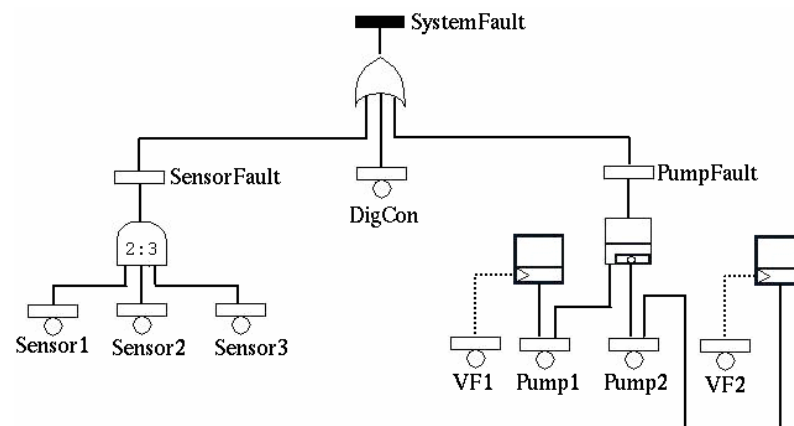 SystemFault
SensorFault
DigCon
PumpFault
2:3
Sensor1
Sensor2
Sensor3
VF1
Pump1
Pump2
VF2